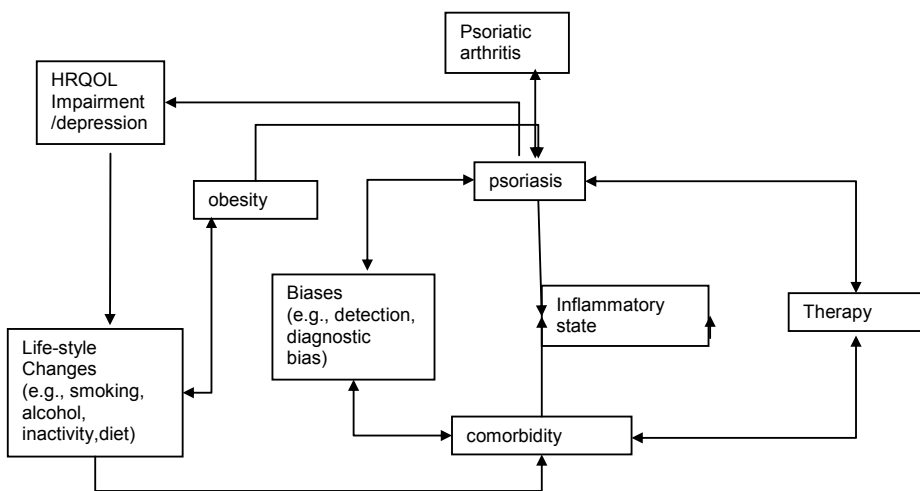 Psoriatic
arthritis
HRQOL
Impairment
/depression
psoriasis
obesity
Biases
(e.g., detection,
diagnostic
bias)
Inflammatory
state
Therapy
Life-style
Changes
(e.g., smoking,
alcohol,
inactivity,diet)
comorbidity